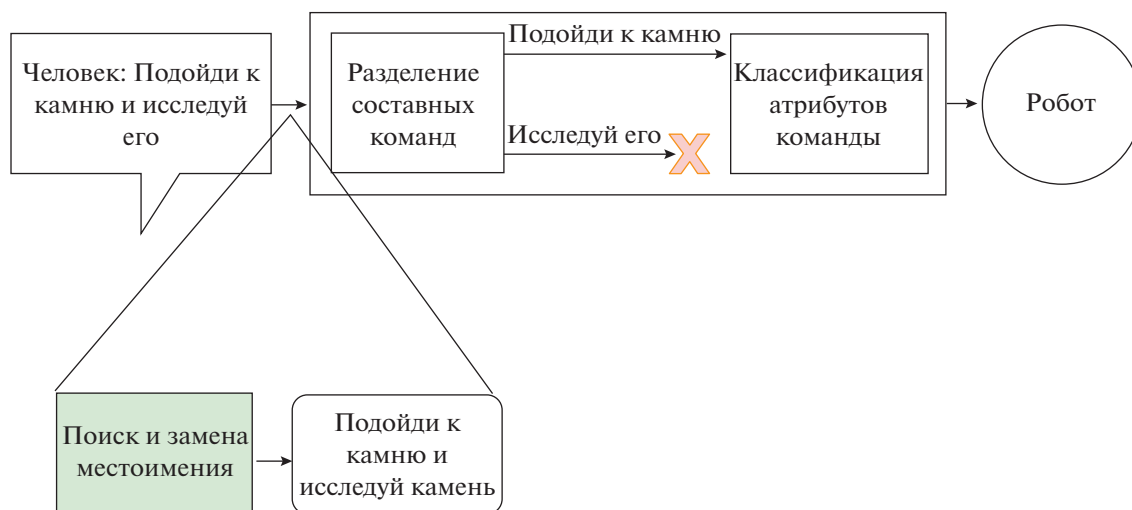 Человек: Подойди к
камню и исследуй
его
Разделение
составных
команд
Подойди к камню
Исследуй его
Классификация
атрибутов
команды
Робот
Поиск и замена
местоимения
Подойди к
камню и
исследуй камень